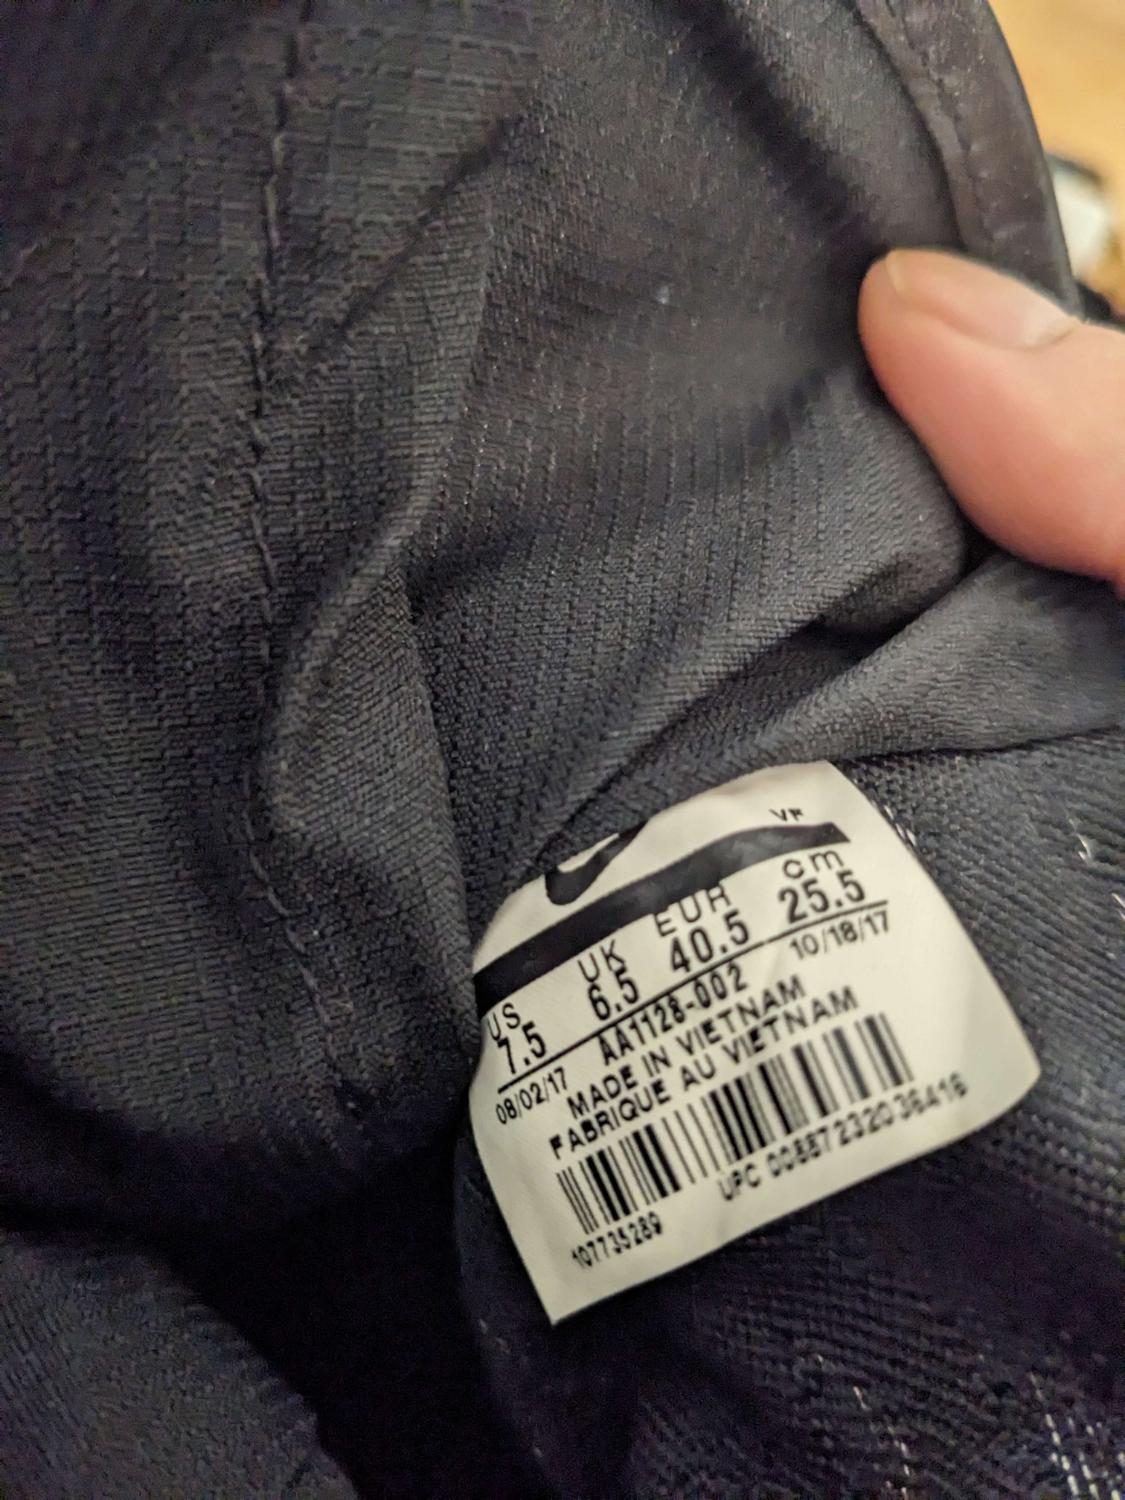 VF
US UK EUR cm
7.5 6.5 40.5 25.5
08/02/17 AA1128-002 10/18/17
MADE IN VIETNAM
FABRIQUE AU VIETNAM
107735289 UPC 00887232036416